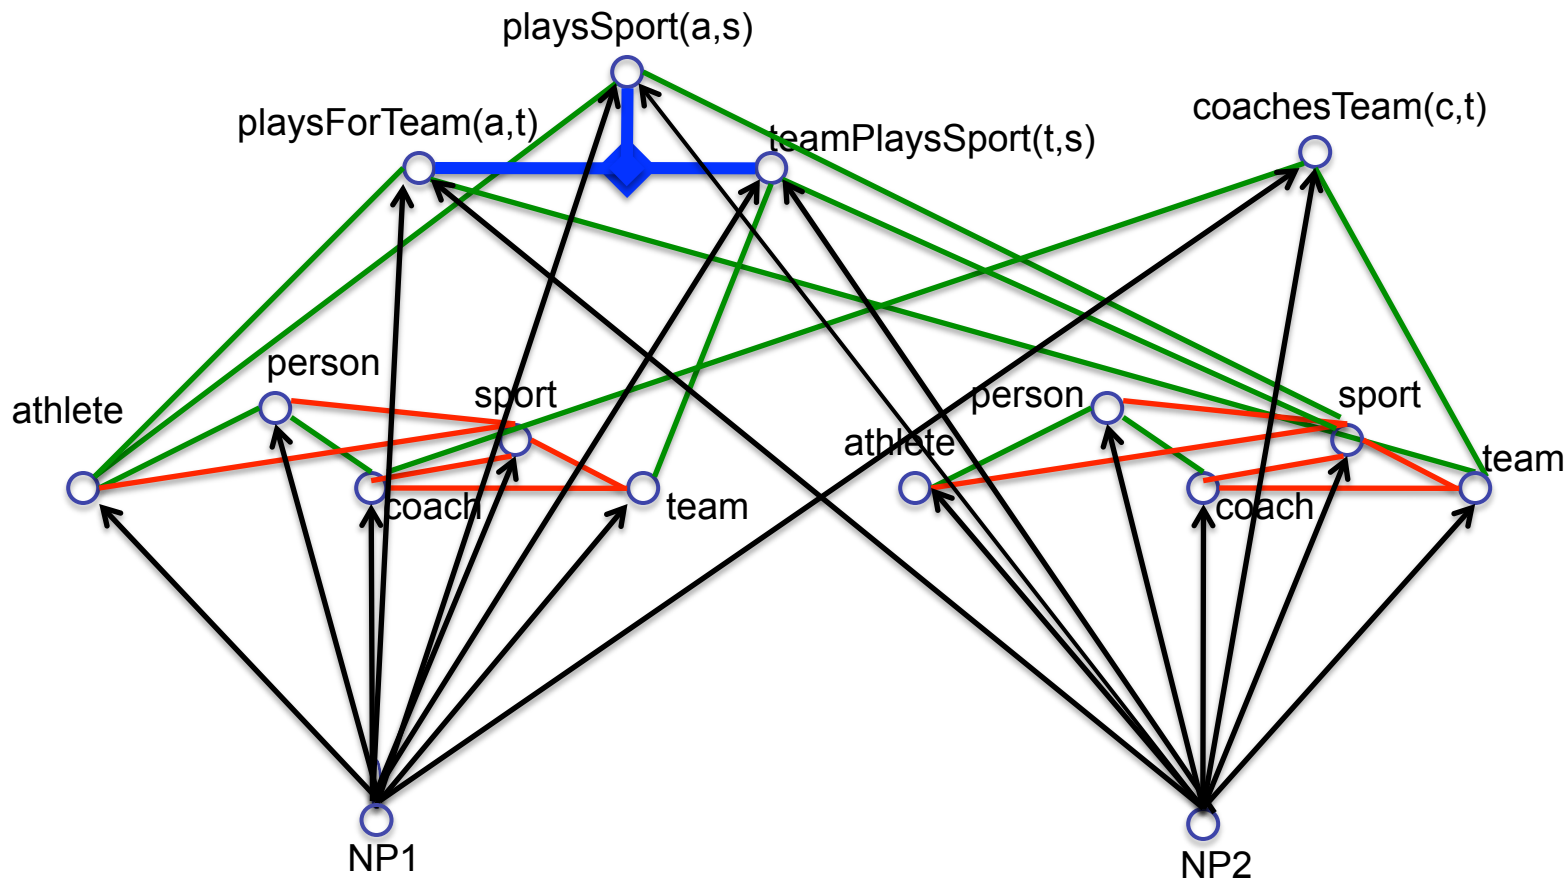 playsSport(a,s)
playsForTeam(a,t)
teamPlaysSport(t,s)
coachesTeam(c,t)
person
sport
athlete
coach
team
person
sport
athlete
coach
team
NP1
NP2